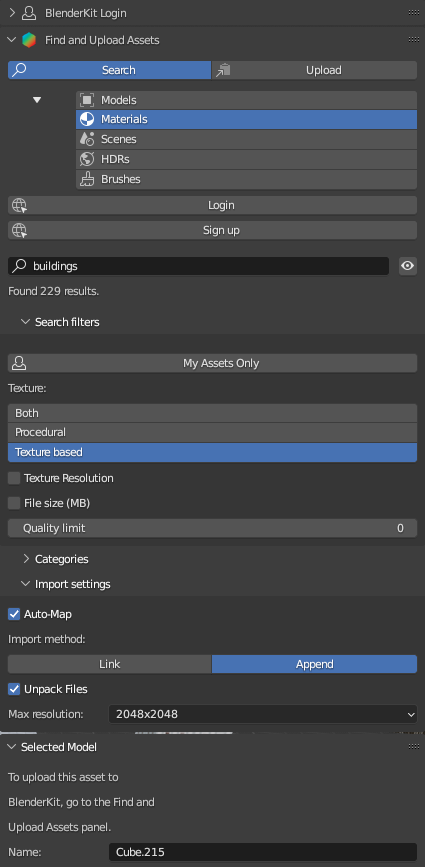 BlenderKit Login
Find and Upload Assets
Search Upload
Models
Materials
Scenes
HDRs
Brushes
Login
Sign up
buildings
Found 229 results.
Search filters
My Assets Only
Texture:
Both
Procedural
Texture based
Texture Resolution
File size (MB)
Quality limit 0
Categories
Import settings
Auto-Map
Import method:
Link Append
Unpack Files
Max resolution: 2048x2048
Selected Model
To upload this asset to
BlenderKit, go to the Find and
Upload Assets panel.
Name: Cube.215